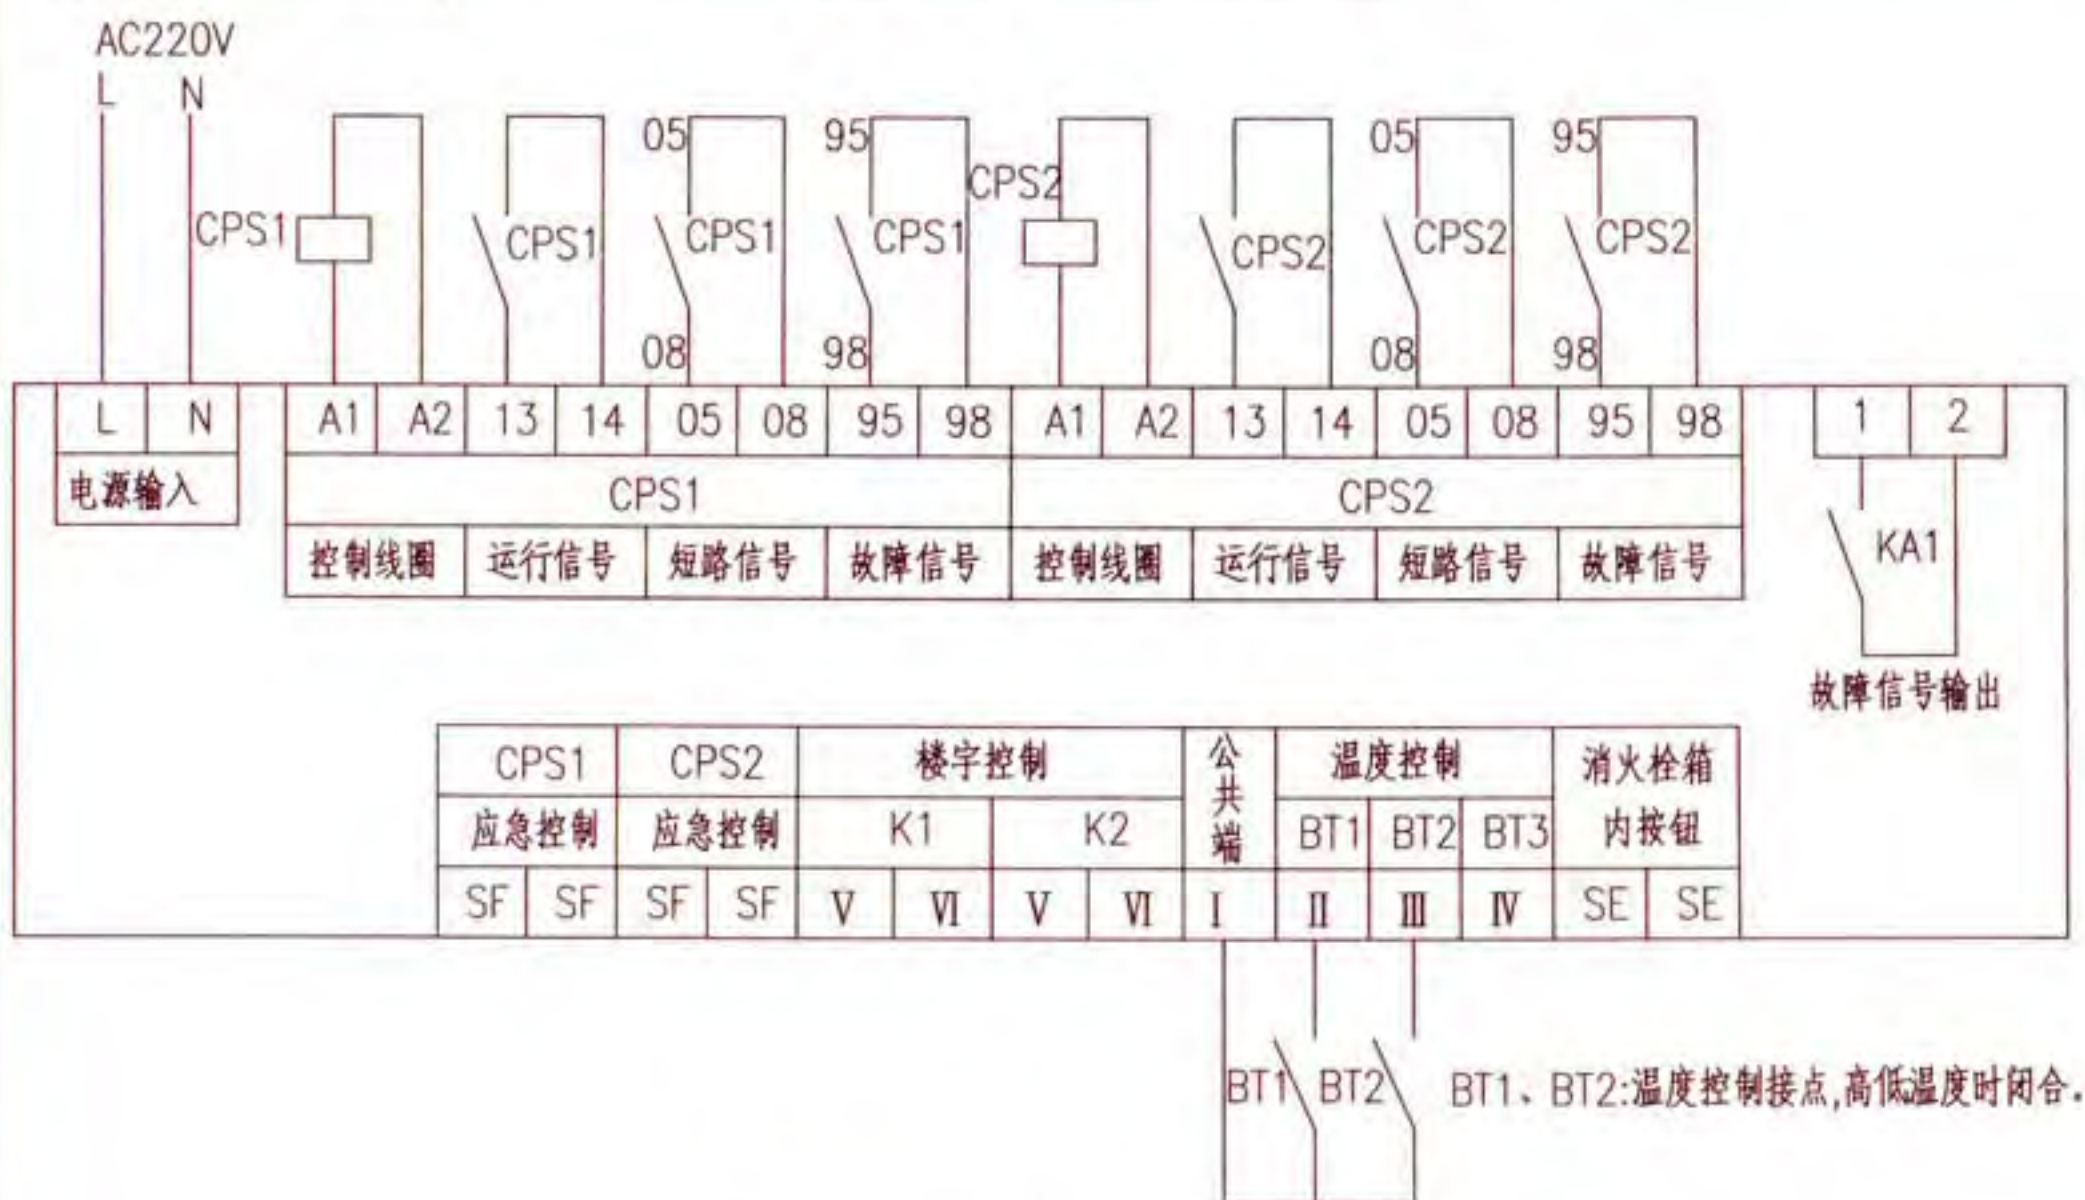 AC220V
L N
05 95 05 95
CPS2
CPS1 CPS1 CPS1 CPS1 CPS2 CPS2 CPS2
08 98 08 98
L N A1 A2 13 14 05 08 95 98 A1 A2 13 14 05 08 95 98 1 2
电源输入 CPS1 CPS2
控制线圈 运行信号 短路信号 故障信号 控制线圈 运行信号 短路信号 故障信号 KA1
故障信号输出
CPS1 CPS2 楼宇控制 公共端 温度控制 消火栓箱
应急控制 应急控制 K1 K2 BT1 BT2 BT3 内按钮
SF SF SF SF Ⅴ Ⅵ Ⅴ Ⅵ Ⅰ Ⅱ Ⅲ Ⅳ SE SE
BT1 BT2 BT1、BT2:温度控制接点,高低温度时闭合.